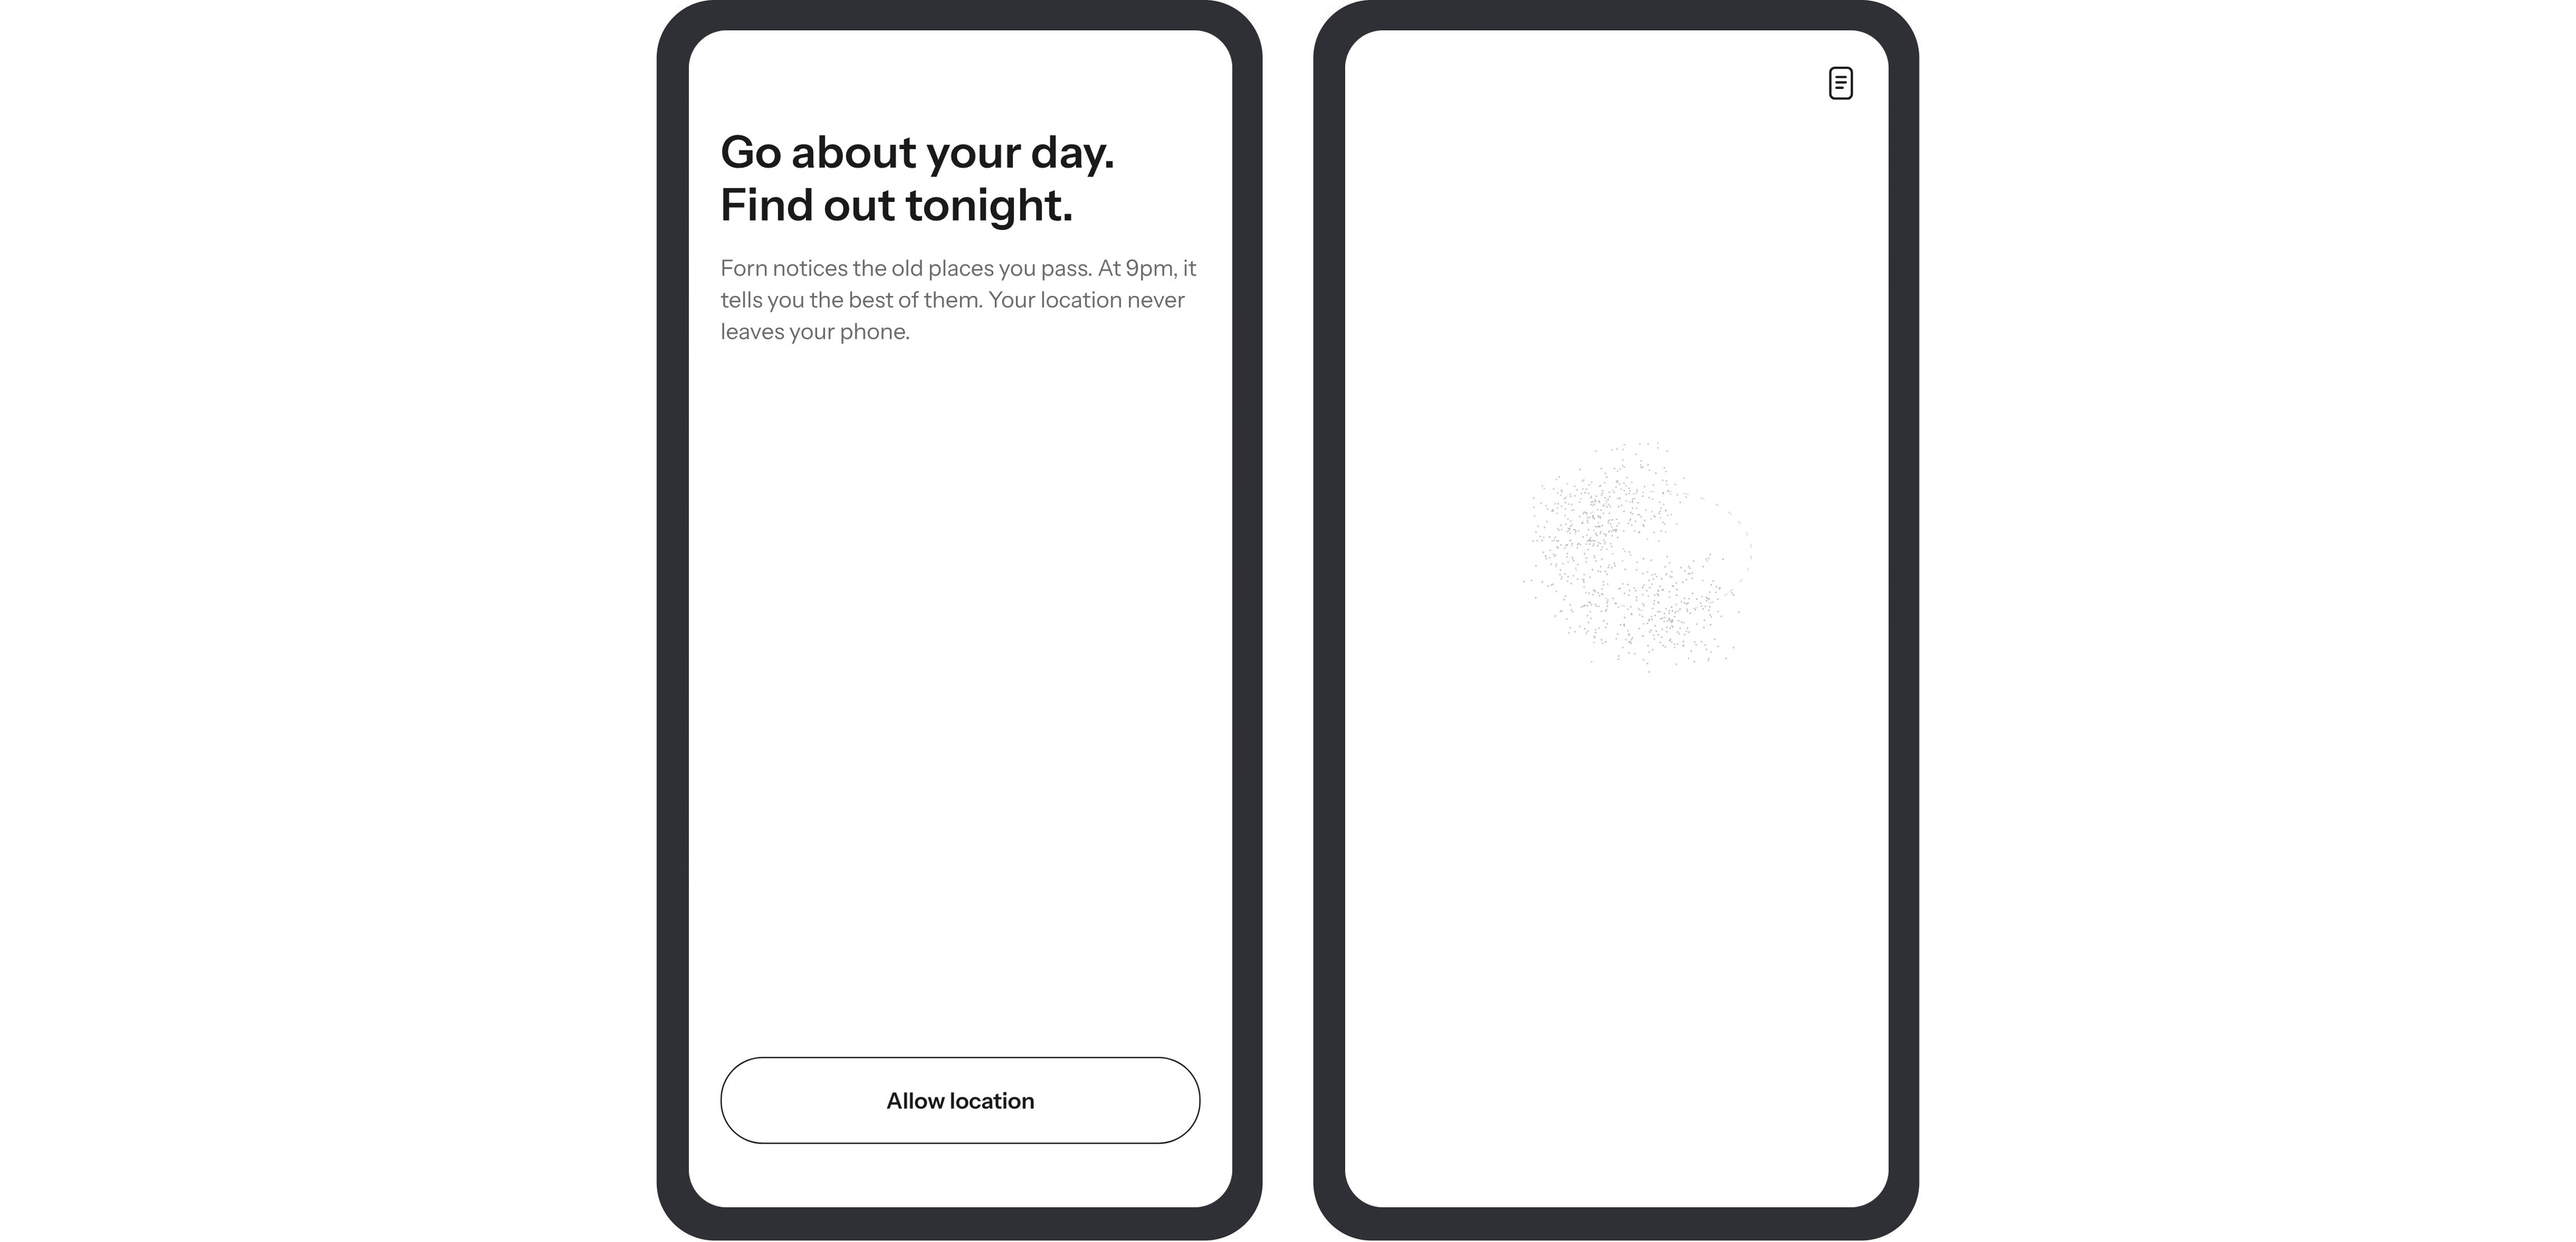 Go about your day.
Find out tonight.
Forn notices the old places you pass. At 9pm, it
tells you the best of them. Your location never
leaves your phone.
Allow location